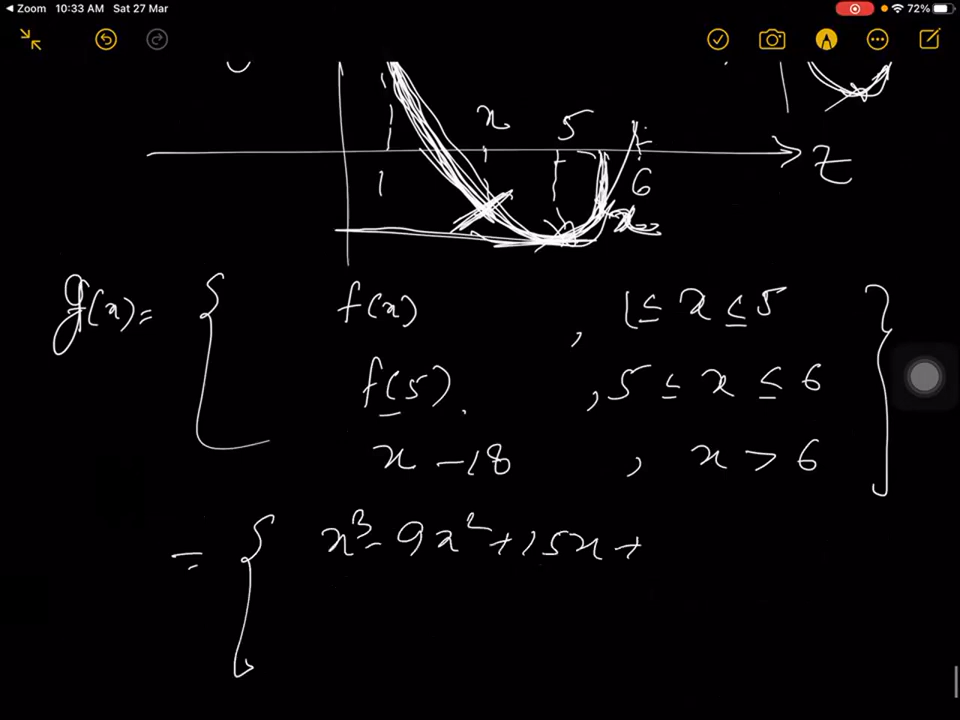 Zoom 10:33 AM Sat 27 Mar 72%
x 5
1 6 z
g(x)= { f(x) , 1 ≤ x ≤ 5 }
f(5). , 5 ≤ x ≤ 6
x - 18 , x > 6
= { x³ - 9x² + 15x +